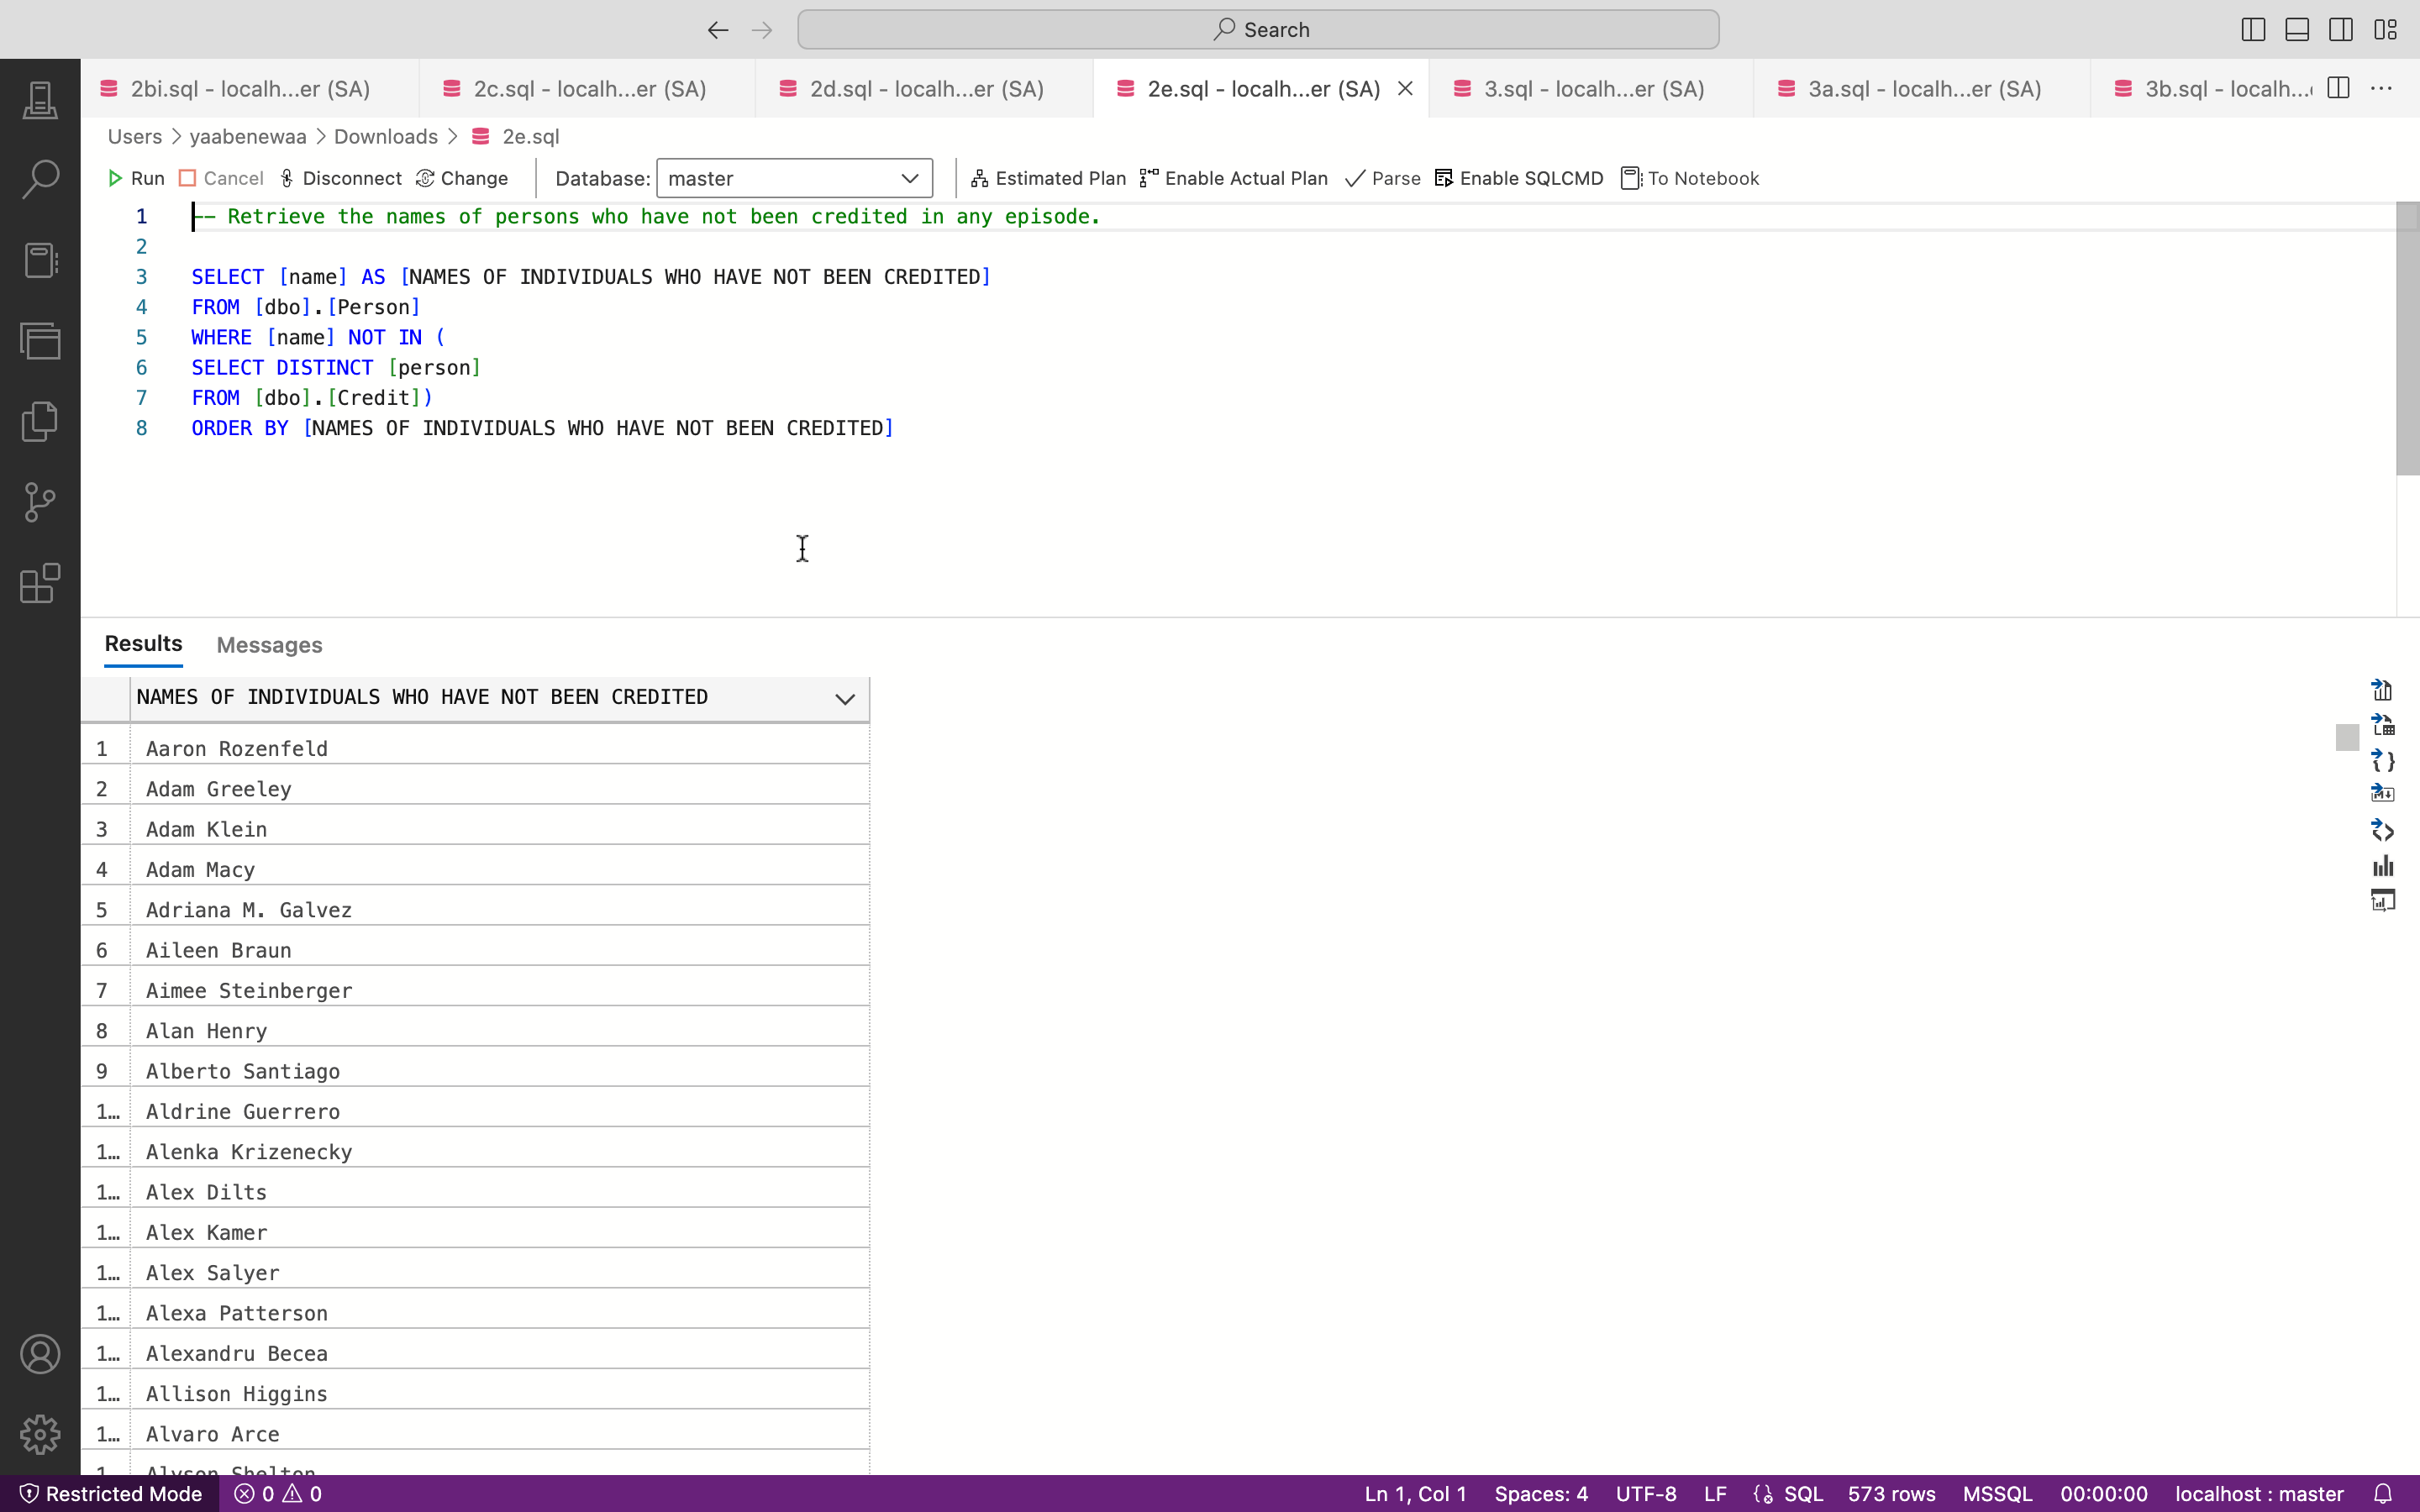 Search
2bi.sql - localh...er (SA)
2c.sql - localh...er (SA)
2d.sql - localh...er (SA)
2e.sql - localh...er (SA)
3.sql - localh...er (SA)
3a.sql - localh...er (SA)
3b.sql - localh...
Users > yaabenewaa > Downloads > 2e.sql
Run Cancel Disconnect Change Database: master Estimated Plan Enable Actual Plan Parse Enable SQLCMD To Notebook
1 -- Retrieve the names of persons who have not been credited in any episode.
2
3 SELECT [name] AS [NAMES OF INDIVIDUALS WHO HAVE NOT BEEN CREDITED]
4 FROM [dbo].[Person]
5 WHERE [name] NOT IN (
6 SELECT DISTINCT [person]
7 FROM [dbo].[Credit])
8 ORDER BY [NAMES OF INDIVIDUALS WHO HAVE NOT BEEN CREDITED]
Results Messages
NAMES OF INDIVIDUALS WHO HAVE NOT BEEN CREDITED
1 Aaron Rozenfeld
2 Adam Greeley
3 Adam Klein
4 Adam Macy
5 Adriana M. Galvez
6 Aileen Braun
7 Aimee Steinberger
8 Alan Henry
9 Alberto Santiago
1... Aldrine Guerrero
1... Alenka Krizenecky
1... Alex Dilts
1... Alex Kamer
1... Alex Salyer
1... Alexa Patterson
1... Alexandru Becea
1... Allison Higgins
1... Alvaro Arce
1... Alyson Shelton
Restricted Mode 0 0 Ln 1, Col 1 Spaces: 4 UTF-8 LF SQL 573 rows MSSQL 00:00:00 localhost : master